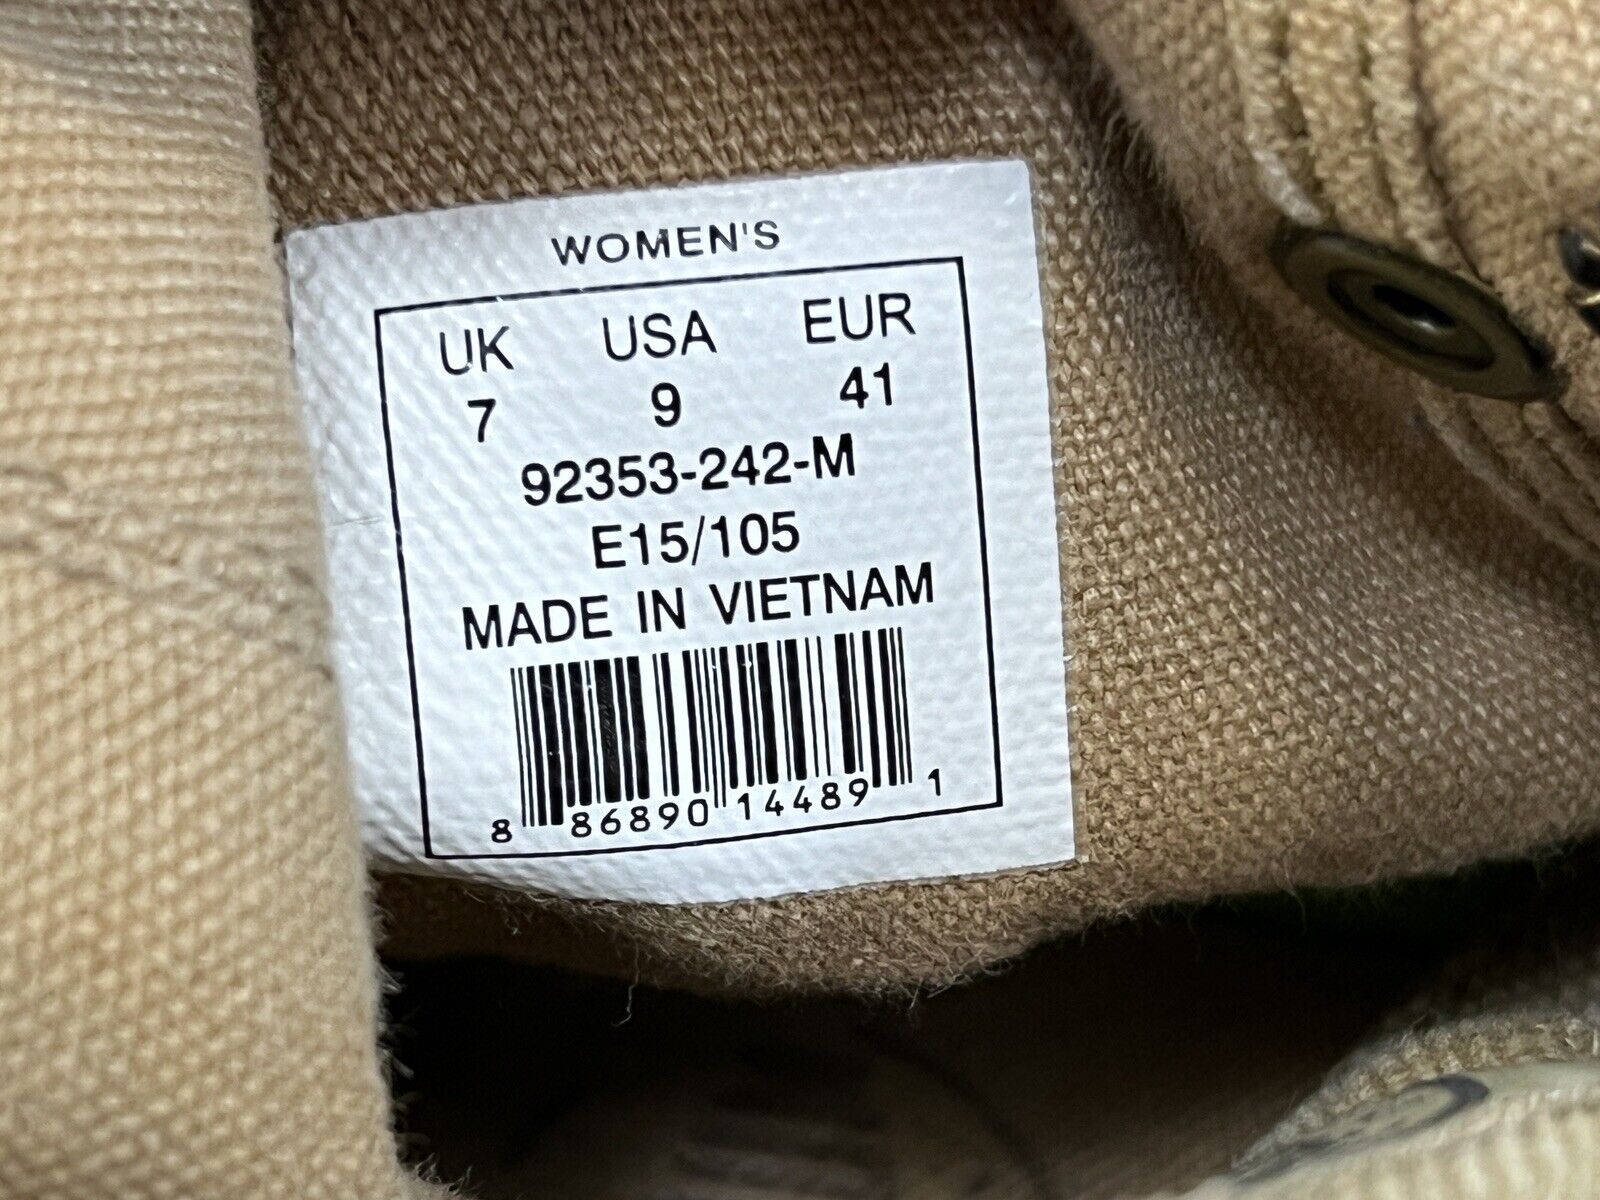 WOMEN'S
UK USA EUR
7 9 41
92353-242-M
E15/105
MADE IN VIETNAM
8 86890 14489 1